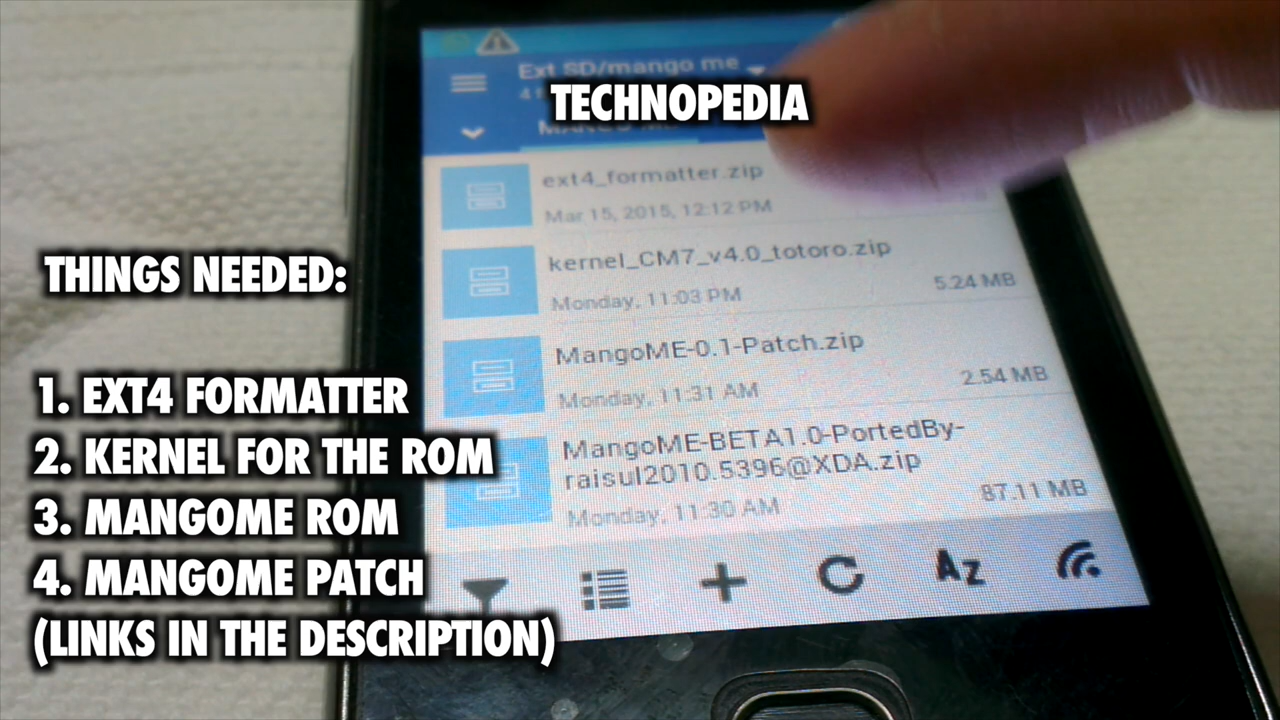 Ext SD/mango me
TECHNOPEDIA
ext4_formatter.zip
Mar 15, 2015, 12:12 PM
kernel_CM7_v4.0_totoro.zip
Monday, 11:03 PM
5.24 MB
MangoME-0.1-Patch.zip
Monday, 11:31 AM
2.54 MB
MangoME-BETA1.0-PortedBy-
raisul2010.5396@XDA.zip
Monday, 11:30 AM
87.11 MB
AZ
THINGS NEEDED:
1. EXT4 FORMATTER
2. KERNEL FOR THE ROM
3. MANGOME ROM
4. MANGOME PATCH
(LINKS IN THE DESCRIPTION)